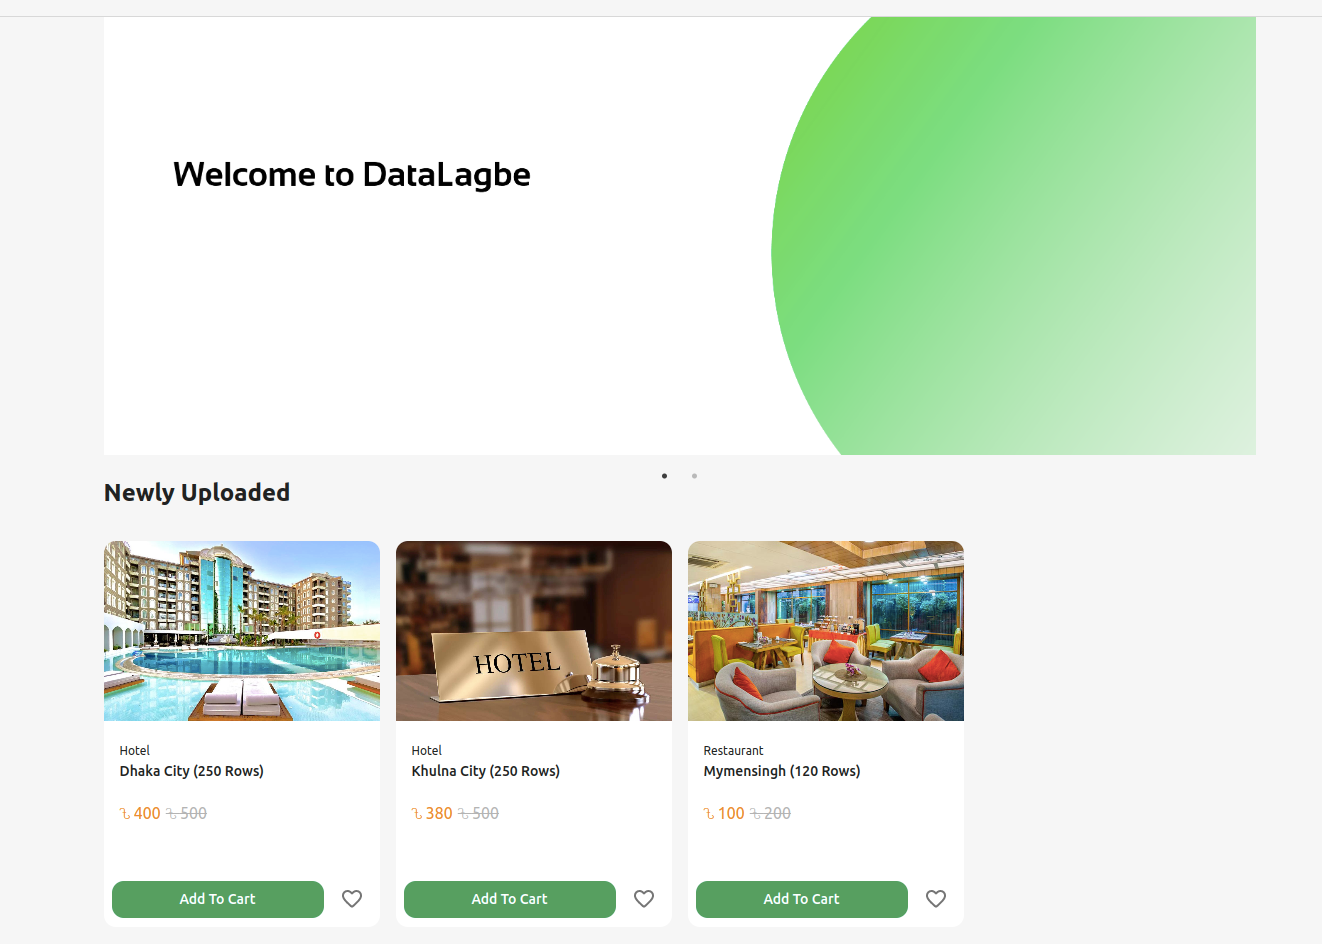 Welcome to DataLagbe
Newly Uploaded
HOTEL
Hotel
Dhaka City (250 Rows)
৳ 400 ৳ 500
Add To Cart
Hotel
Khulna City (250 Rows)
৳ 380 ৳ 500
Add To Cart
Restaurant
Mymensingh (120 Rows)
৳ 100 ৳ 200
Add To Cart